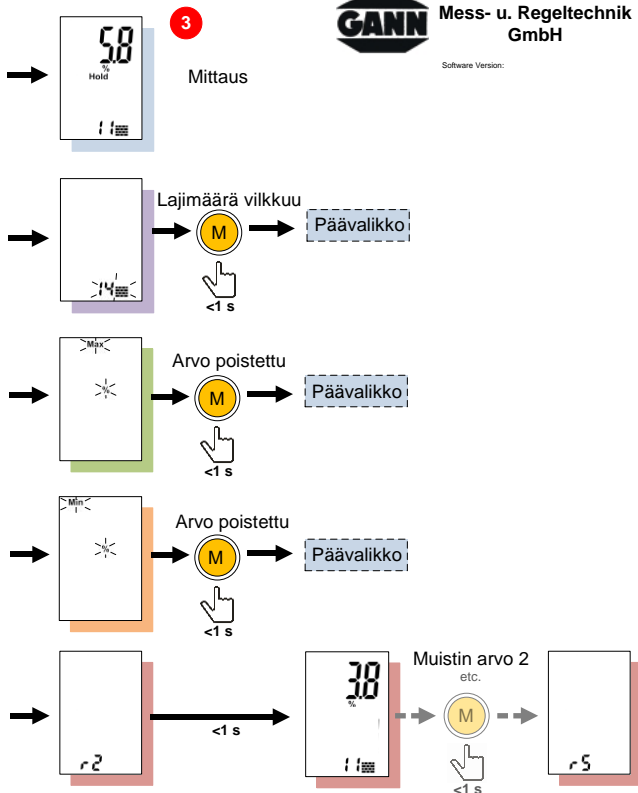 5.8
%
Hold
11
3
Mittaus
GANN
Mess- u. Regeltechnik
GmbH
Software Version:
14
Lajimäärä vilkkuu
M
<1 s
Päävalikko
Max
%
Arvo poistettu
M
<1 s
Päävalikko
Min
%
Arvo poistettu
M
<1 s
Päävalikko
r2
<1 s
3.8
%
11
Muistin arvo 2
etc.
M
<1 s
r5